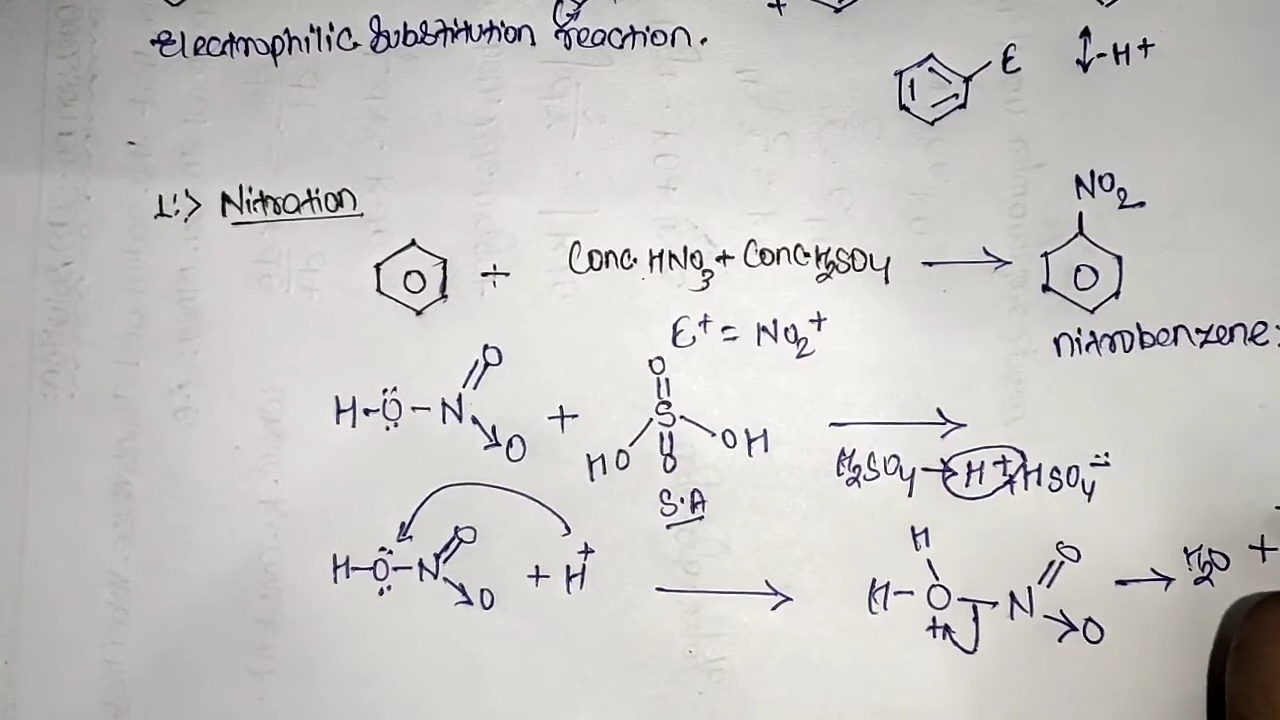 Electrophilic Substitution reaction.
E
-H+
1:> Nitration
+ Conc. HNO3 + Conc. H2SO4 → NO2
E+ = NO2+
nitrobenzene:
H-Ö-N=O→O + O=S=O HO OH →
S.A
H2SO4 → H+ + HSO4-
H-Ö-N=O→O + H+ → H-O+-N=O→O H → H2O +